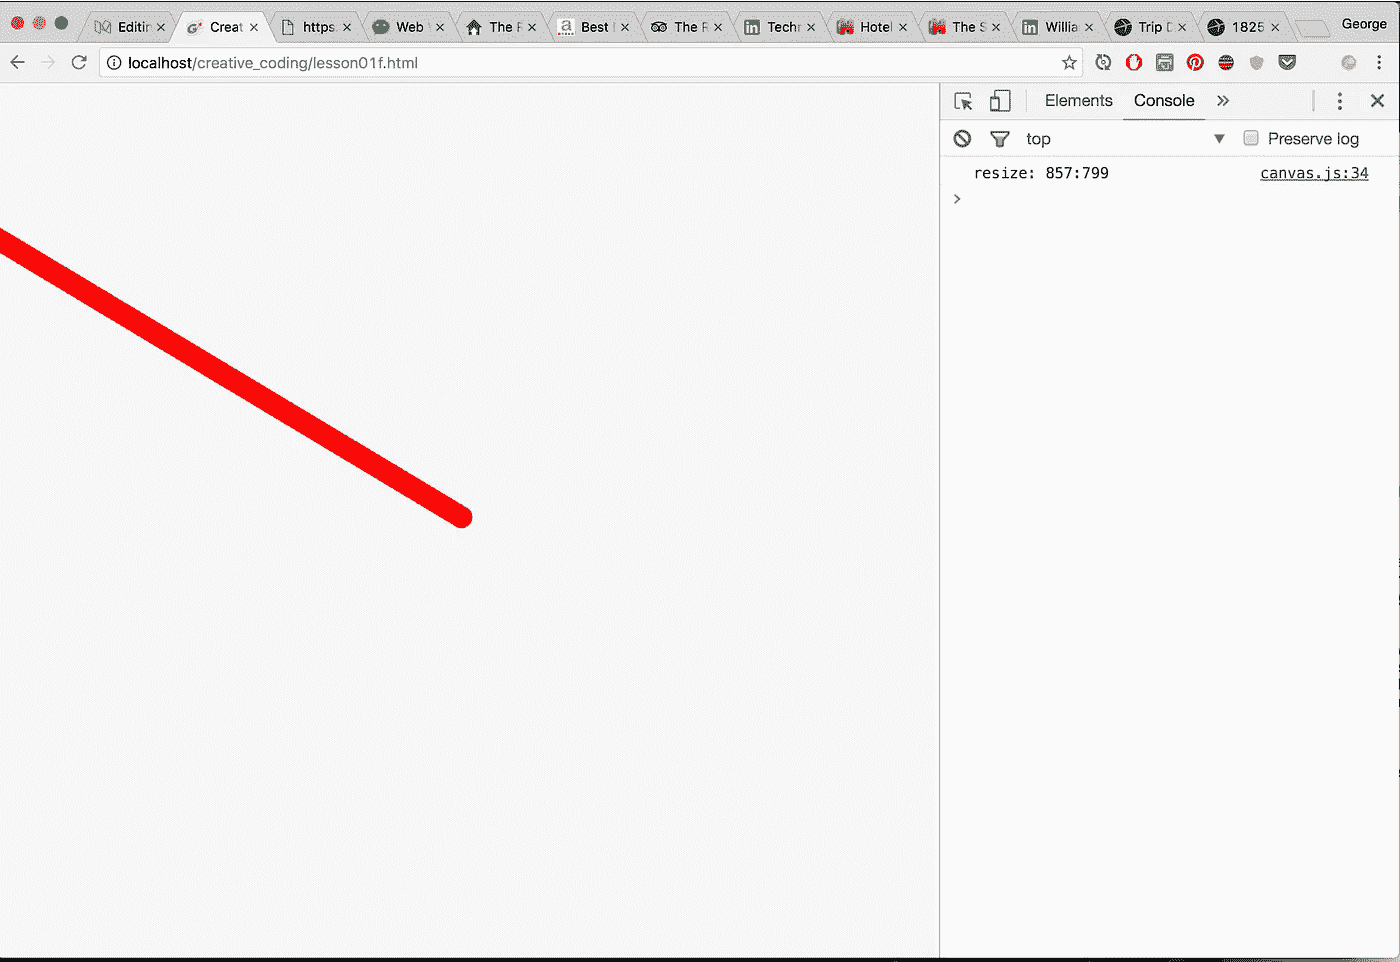 Editin Creat https: Web The R Best The R Techn Hotel The S Willia Trip D 1825 George
localhost/creative_coding/lesson01f.html
Elements Console
top Preserve log
resize: 857:799 canvas.js:34